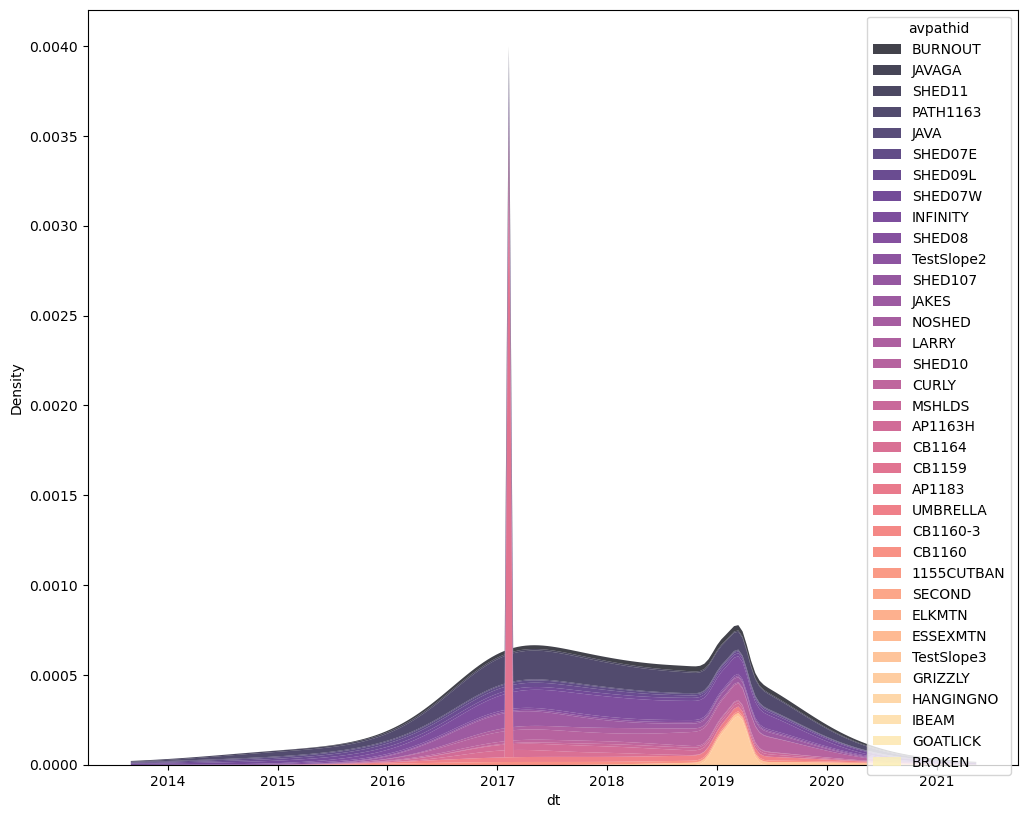 avpathid
BURNOUT
JAVAGA
SHED11
PATH1163
JAVA
SHED07E
SHED09L
SHED07W
INFINITY
SHED08
TestSlope2
SHED107
JAKES
NOSHED
LARRY
SHED10
CURLY
MSHLDS
AP1163H
CB1164
CB1159
AP1183
UMBRELLA
CB1160-3
CB1160
1155CUTBAN
SECOND
ELKMTN
ESSEXMTN
TestSlope3
GRIZZLY
HANGINGNO
IBEAM
GOATLICK
BROKEN
0.0040
0.0035
0.0030
0.0025
0.0020
0.0015
0.0010
0.0005
0.0000
Density
2014 2015 2016 2017 2018 2019 2020 2021
dt